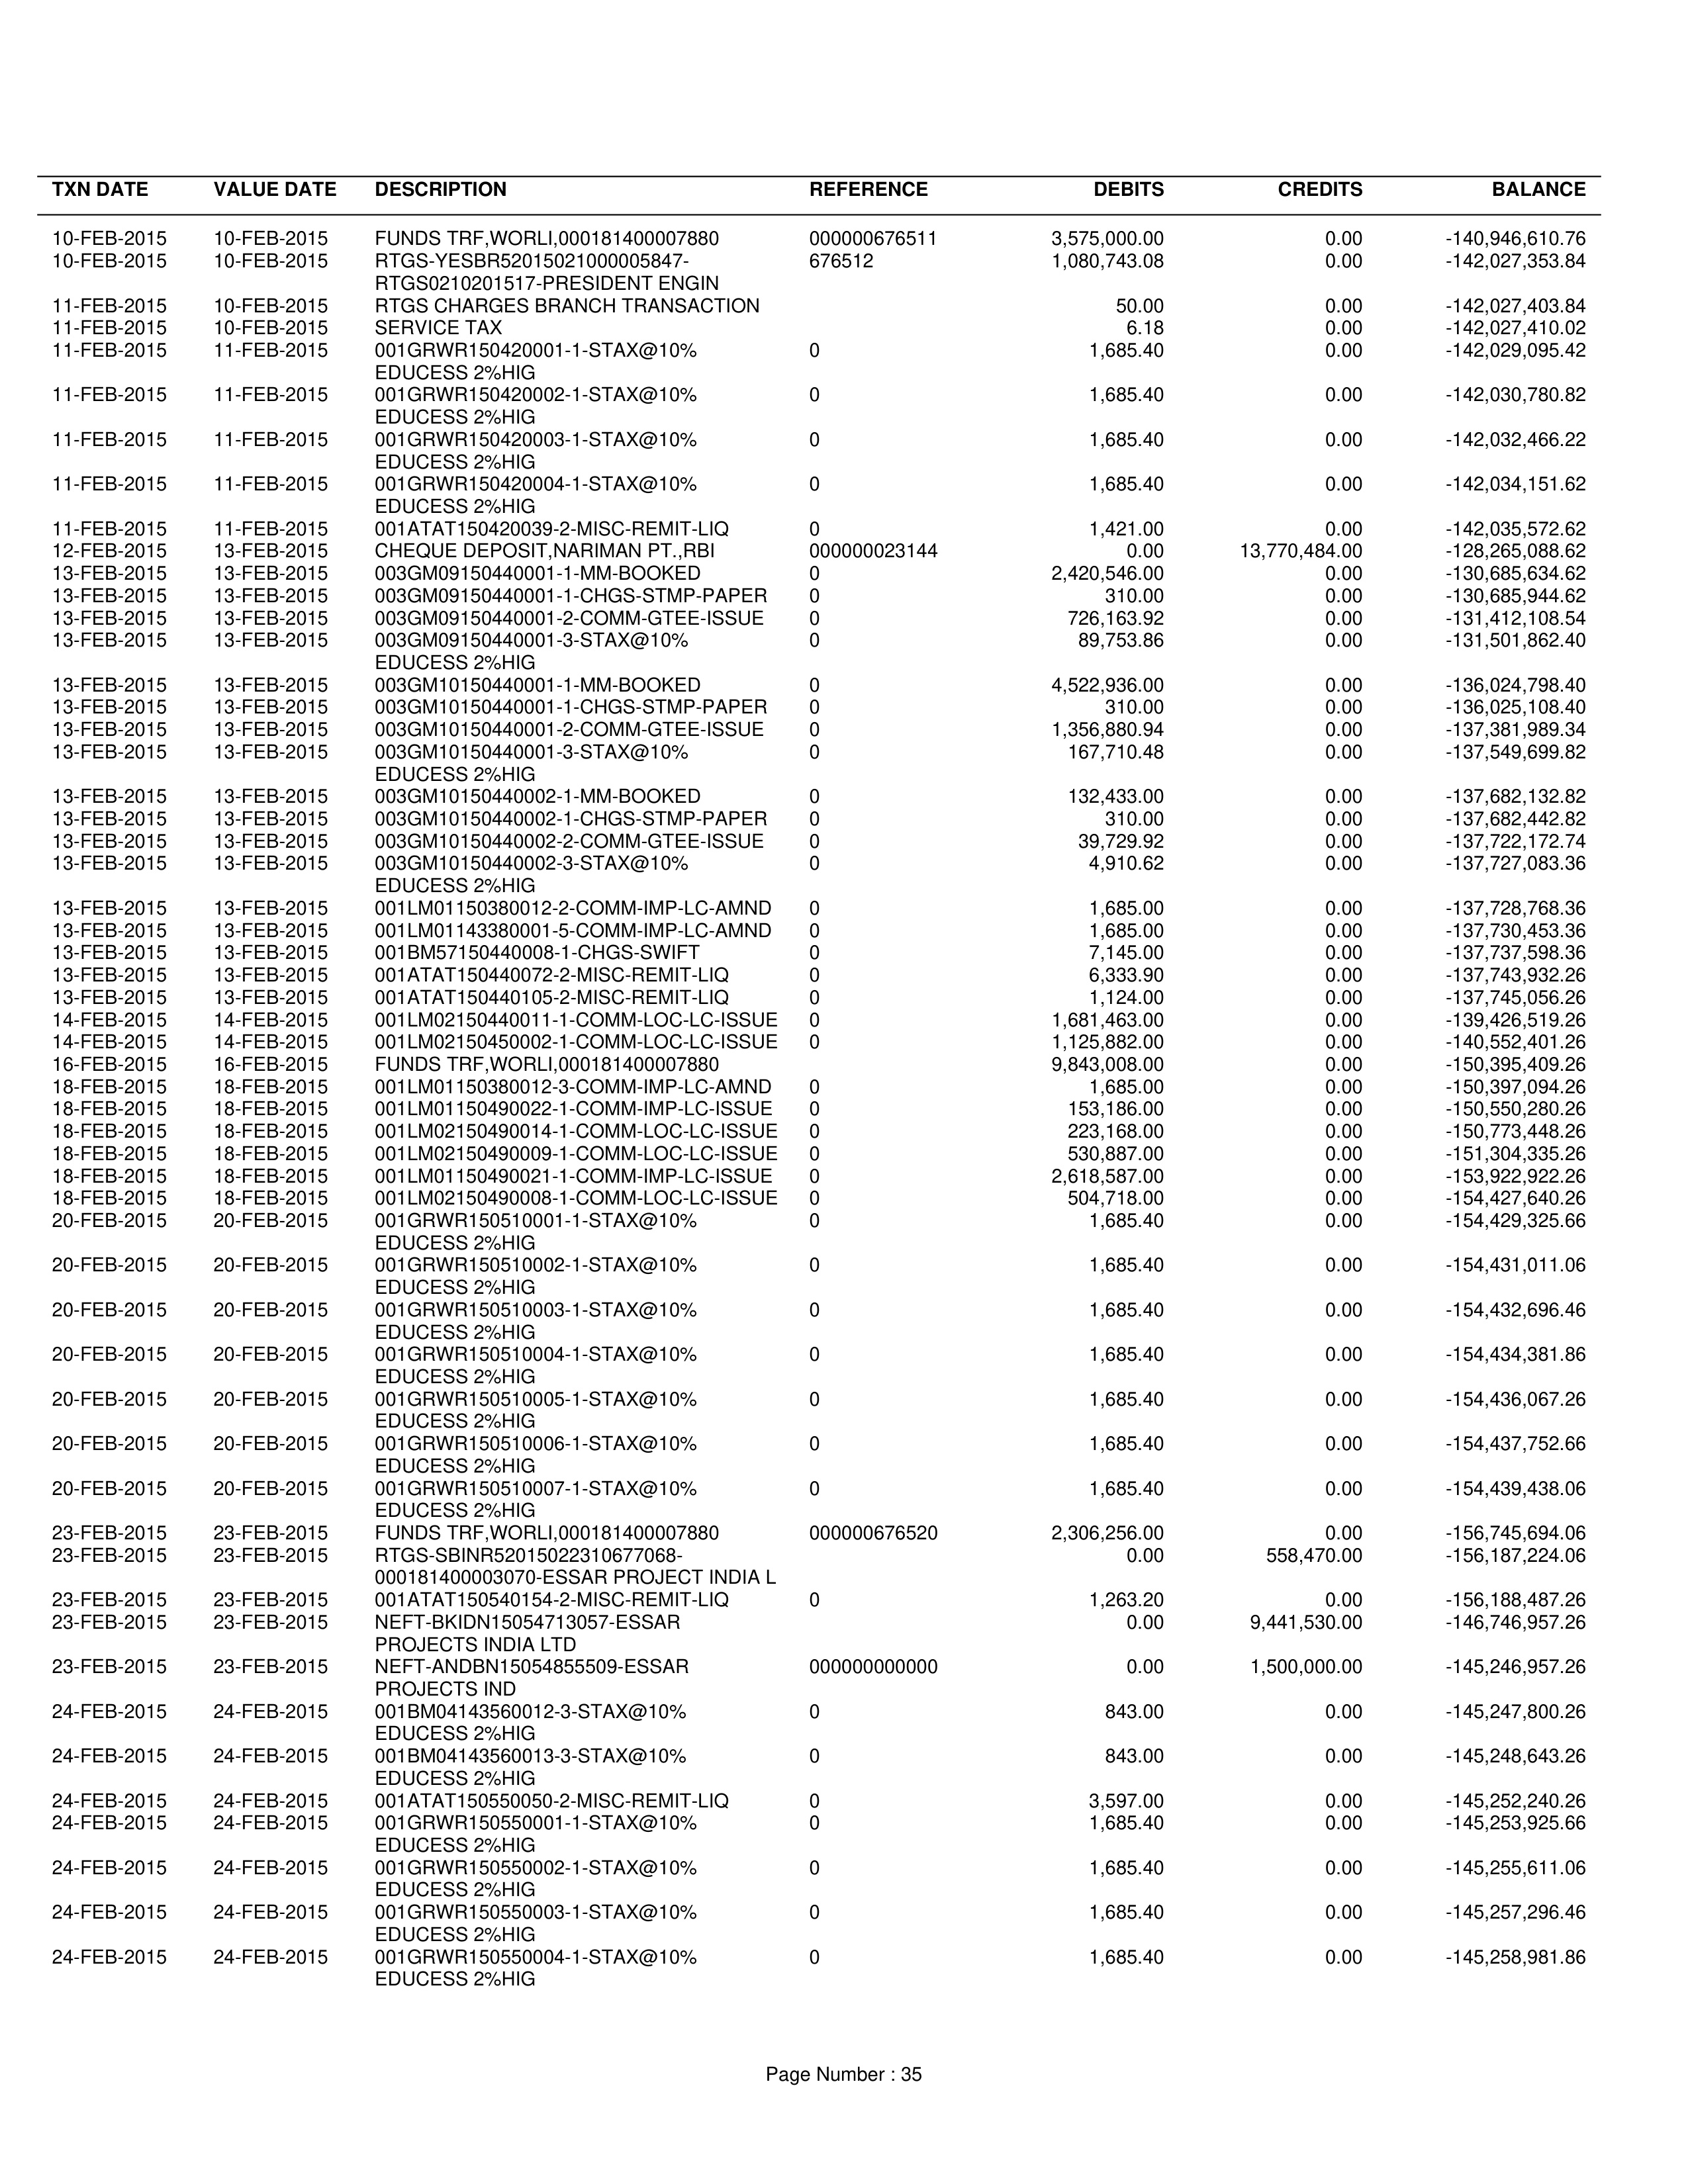 TXN DATE VALUE DATE DESCRIPTION REFERENCE DEBITS CREDITS BALANCE
10-FEB-2015 10-FEB-2015 FUNDS TRF,WORLI,000181400007880 000000676511 3,575,000.00 0.00 -140,946,610.76
10-FEB-2015 10-FEB-2015 RTGS-YESBR52015021000005847- 676512 1,080,743.08 0.00 -142,027,353.84
RTGS0210201517-PRESIDENT ENGIN
11-FEB-2015 10-FEB-2015 RTGS CHARGES BRANCH TRANSACTION 50.00 0.00 -142,027,403.84
11-FEB-2015 10-FEB-2015 SERVICE TAX 6.18 0.00 -142,027,410.02
11-FEB-2015 11-FEB-2015 001GRWR150420001-1-STAX@10% 0 1,685.40 0.00 -142,029,095.42
EDUCESS 2%HIG
11-FEB-2015 11-FEB-2015 001GRWR150420002-1-STAX@10% 0 1,685.40 0.00 -142,030,780.82
EDUCESS 2%HIG
11-FEB-2015 11-FEB-2015 001GRWR150420003-1-STAX@10% 0 1,685.40 0.00 -142,032,466.22
EDUCESS 2%HIG
11-FEB-2015 11-FEB-2015 001GRWR150420004-1-STAX@10% 0 1,685.40 0.00 -142,034,151.62
EDUCESS 2%HIG
11-FEB-2015 11-FEB-2015 001ATAT150420039-2-MISC-REMIT-LIQ 0 1,421.00 0.00 -142,035,572.62
12-FEB-2015 13-FEB-2015 CHEQUE DEPOSIT,NARIMAN PT.,RBI 000000023144 0.00 13,770,484.00 -128,265,088.62
13-FEB-2015 13-FEB-2015 003GM09150440001-1-MM-BOOKED 0 2,420,546.00 0.00 -130,685,634.62
13-FEB-2015 13-FEB-2015 003GM09150440001-1-CHGS-STMP-PAPER 0 310.00 0.00 -130,685,944.62
13-FEB-2015 13-FEB-2015 003GM09150440001-2-COMM-GTEE-ISSUE 0 726,163.92 0.00 -131,412,108.54
13-FEB-2015 13-FEB-2015 003GM09150440001-3-STAX@10% 0 89,753.86 0.00 -131,501,862.40
EDUCESS 2%HIG
13-FEB-2015 13-FEB-2015 003GM10150440001-1-MM-BOOKED 0 4,522,936.00 0.00 -136,024,798.40
13-FEB-2015 13-FEB-2015 003GM10150440001-1-CHGS-STMP-PAPER 0 310.00 0.00 -136,025,108.40
13-FEB-2015 13-FEB-2015 003GM10150440001-2-COMM-GTEE-ISSUE 0 1,356,880.94 0.00 -137,381,989.34
13-FEB-2015 13-FEB-2015 003GM10150440001-3-STAX@10% 0 167,710.48 0.00 -137,549,699.82
EDUCESS 2%HIG
13-FEB-2015 13-FEB-2015 003GM10150440002-1-MM-BOOKED 0 132,433.00 0.00 -137,682,132.82
13-FEB-2015 13-FEB-2015 003GM10150440002-1-CHGS-STMP-PAPER 0 310.00 0.00 -137,682,442.82
13-FEB-2015 13-FEB-2015 003GM10150440002-2-COMM-GTEE-ISSUE 0 39,729.92 0.00 -137,722,172.74
13-FEB-2015 13-FEB-2015 003GM10150440002-3-STAX@10% 0 4,910.62 0.00 -137,727,083.36
EDUCESS 2%HIG
13-FEB-2015 13-FEB-2015 001LM01150380012-2-COMM-IMP-LC-AMND 0 1,685.00 0.00 -137,728,768.36
13-FEB-2015 13-FEB-2015 001LM01143380001-5-COMM-IMP-LC-AMND 0 1,685.00 0.00 -137,730,453.36
13-FEB-2015 13-FEB-2015 001BM57150440008-1-CHGS-SWIFT 0 7,145.00 0.00 -137,737,598.36
13-FEB-2015 13-FEB-2015 001ATAT150440072-2-MISC-REMIT-LIQ 0 6,333.90 0.00 -137,743,932.26
13-FEB-2015 13-FEB-2015 001ATAT150440105-2-MISC-REMIT-LIQ 0 1,124.00 0.00 -137,745,056.26
14-FEB-2015 14-FEB-2015 001LM02150440011-1-COMM-LOC-LC-ISSUE 0 1,681,463.00 0.00 -139,426,519.26
14-FEB-2015 14-FEB-2015 001LM02150450002-1-COMM-LOC-LC-ISSUE 0 1,125,882.00 0.00 -140,552,401.26
16-FEB-2015 16-FEB-2015 FUNDS TRF,WORLI,000181400007880 9,843,008.00 0.00 -150,395,409.26
18-FEB-2015 18-FEB-2015 001LM01150380012-3-COMM-IMP-LC-AMND 0 1,685.00 0.00 -150,397,094.26
18-FEB-2015 18-FEB-2015 001LM01150490022-1-COMM-IMP-LC-ISSUE 0 153,186.00 0.00 -150,550,280.26
18-FEB-2015 18-FEB-2015 001LM02150490014-1-COMM-LOC-LC-ISSUE 0 223,168.00 0.00 -150,773,448.26
18-FEB-2015 18-FEB-2015 001LM02150490009-1-COMM-LOC-LC-ISSUE 0 530,887.00 0.00 -151,304,335.26
18-FEB-2015 18-FEB-2015 001LM01150490021-1-COMM-IMP-LC-ISSUE 0 2,618,587.00 0.00 -153,922,922.26
18-FEB-2015 18-FEB-2015 001LM02150490008-1-COMM-LOC-LC-ISSUE 0 504,718.00 0.00 -154,427,640.26
20-FEB-2015 20-FEB-2015 001GRWR150510001-1-STAX@10% 0 1,685.40 0.00 -154,429,325.66
EDUCESS 2%HIG
20-FEB-2015 20-FEB-2015 001GRWR150510002-1-STAX@10% 0 1,685.40 0.00 -154,431,011.06
EDUCESS 2%HIG
20-FEB-2015 20-FEB-2015 001GRWR150510003-1-STAX@10% 0 1,685.40 0.00 -154,432,696.46
EDUCESS 2%HIG
20-FEB-2015 20-FEB-2015 001GRWR150510004-1-STAX@10% 0 1,685.40 0.00 -154,434,381.86
EDUCESS 2%HIG
20-FEB-2015 20-FEB-2015 001GRWR150510005-1-STAX@10% 0 1,685.40 0.00 -154,436,067.26
EDUCESS 2%HIG
20-FEB-2015 20-FEB-2015 001GRWR150510006-1-STAX@10% 0 1,685.40 0.00 -154,437,752.66
EDUCESS 2%HIG
20-FEB-2015 20-FEB-2015 001GRWR150510007-1-STAX@10% 0 1,685.40 0.00 -154,439,438.06
EDUCESS 2%HIG
23-FEB-2015 23-FEB-2015 FUNDS TRF,WORLI,000181400007880 000000676520 2,306,256.00 0.00 -156,745,694.06
23-FEB-2015 23-FEB-2015 RTGS-SBINR52015022310677068- 0.00 558,470.00 -156,187,224.06
000181400003070-ESSAR PROJECT INDIA L
23-FEB-2015 23-FEB-2015 001ATAT150540154-2-MISC-REMIT-LIQ 0 1,263.20 0.00 -156,188,487.26
23-FEB-2015 23-FEB-2015 NEFT-BKIDN15054713057-ESSAR 0.00 9,441,530.00 -146,746,957.26
PROJECTS INDIA LTD
23-FEB-2015 23-FEB-2015 NEFT-ANDBN15054855509-ESSAR 000000000000 0.00 1,500,000.00 -145,246,957.26
PROJECTS IND
24-FEB-2015 24-FEB-2015 001BM04143560012-3-STAX@10% 0 843.00 0.00 -145,247,800.26
EDUCESS 2%HIG
24-FEB-2015 24-FEB-2015 001BM04143560013-3-STAX@10% 0 843.00 0.00 -145,248,643.26
EDUCESS 2%HIG
24-FEB-2015 24-FEB-2015 001ATAT150550050-2-MISC-REMIT-LIQ 0 3,597.00 0.00 -145,252,240.26
24-FEB-2015 24-FEB-2015 001GRWR150550001-1-STAX@10% 0 1,685.40 0.00 -145,253,925.66
EDUCESS 2%HIG
24-FEB-2015 24-FEB-2015 001GRWR150550002-1-STAX@10% 0 1,685.40 0.00 -145,255,611.06
EDUCESS 2%HIG
24-FEB-2015 24-FEB-2015 001GRWR150550003-1-STAX@10% 0 1,685.40 0.00 -145,257,296.46
EDUCESS 2%HIG
24-FEB-2015 24-FEB-2015 001GRWR150550004-1-STAX@10% 0 1,685.40 0.00 -145,258,981.86
EDUCESS 2%HIG
Page Number : 35